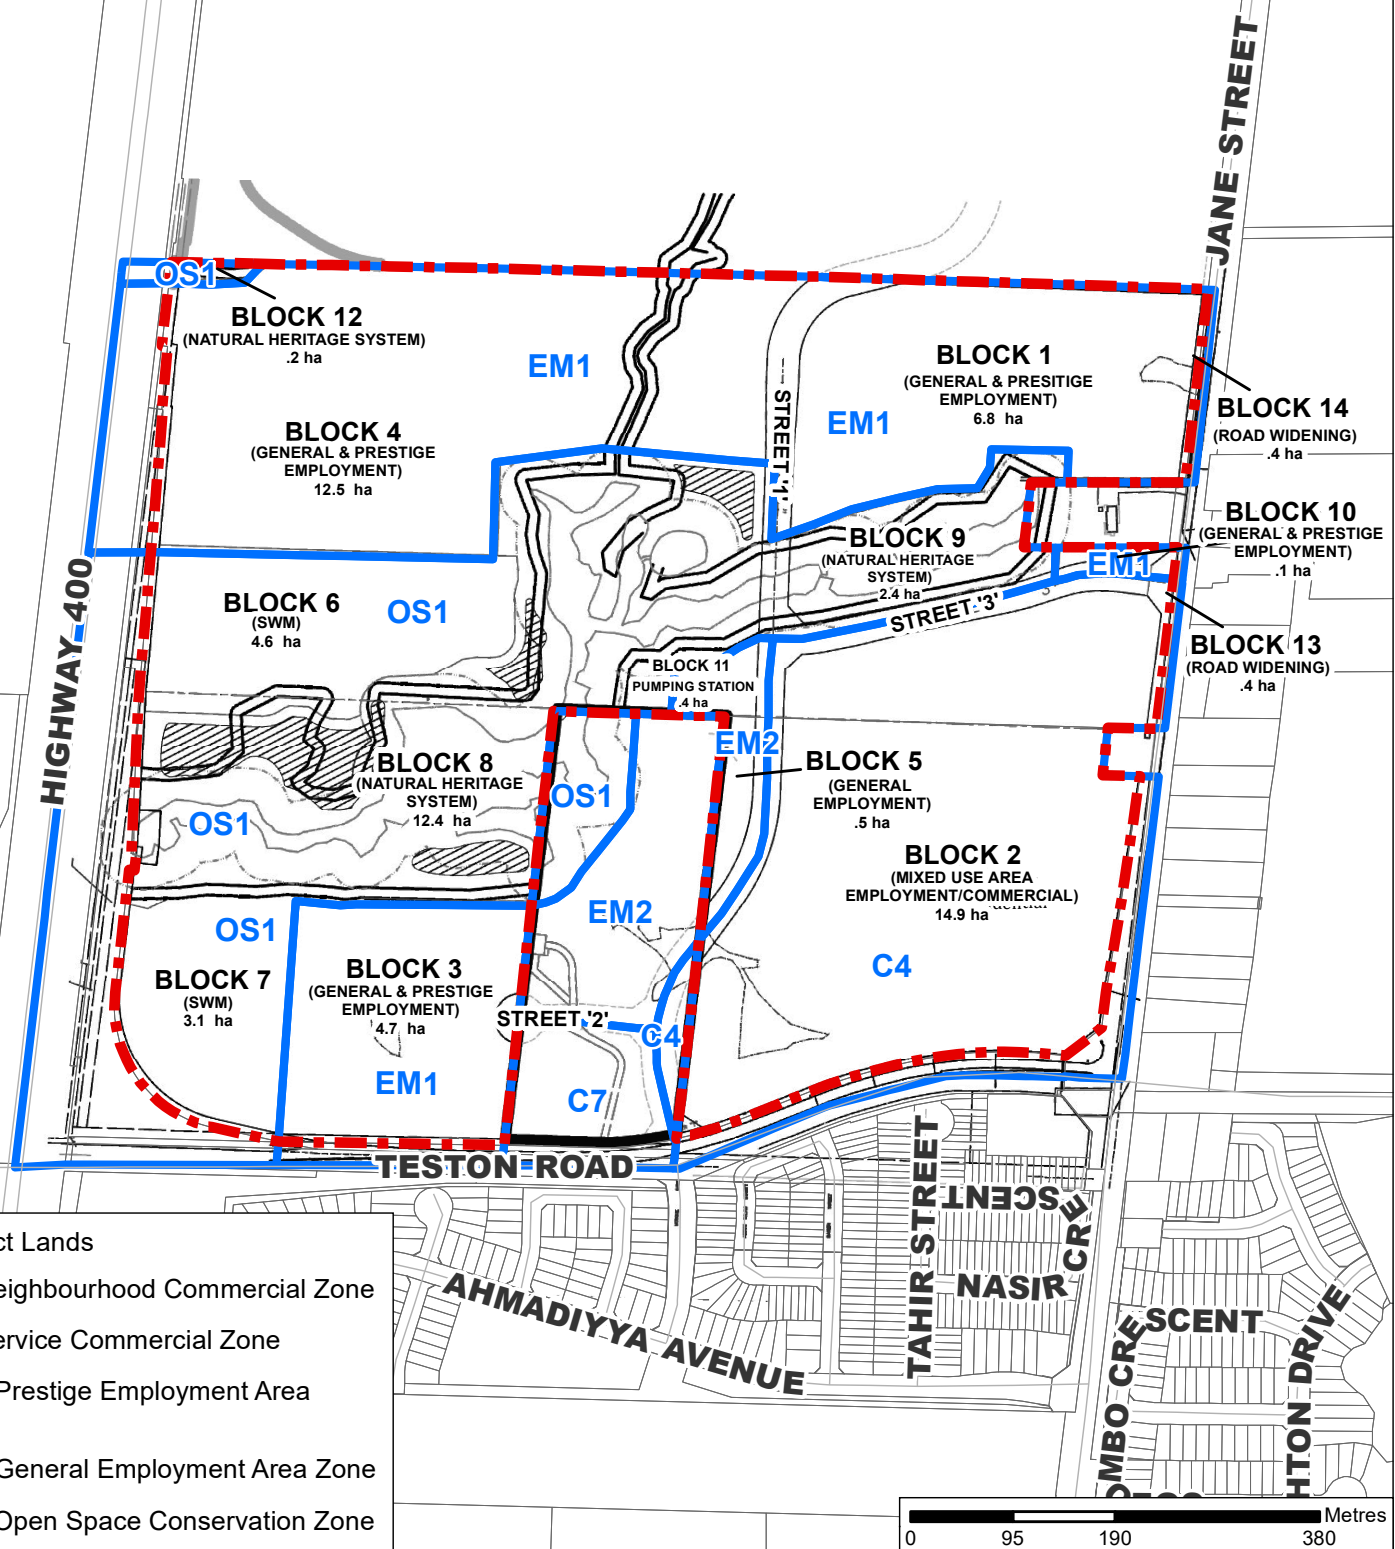 JANE STREET
OS1
BLOCK 12
(NATURAL HERITAGE SYSTEM)
.2 ha
EM1
BLOCK 4
(GENERAL & PRESTIGE
EMPLOYMENT)
12.5 ha
STREET '1'
BLOCK 1
(GENERAL & PRESITIGE
EMPLOYMENT)
6.8 ha
EM1
BLOCK 14
(ROAD WIDENING)
.4 ha
BLOCK 10
(GENERAL & PRESTIGE
EMPLOYMENT)
.1 ha
BLOCK 9
(NATURAL HERITAGE
SYSTEM)
2.4 ha
EM1
STREET '3'
BLOCK 13
(ROAD WIDENING)
.4 ha
HIGHWAY 400
BLOCK 6
(SWM)
4.6 ha
OS1
BLOCK 11
PUMPING STATION
.4 ha
EM2
BLOCK 5
(GENERAL
EMPLOYMENT)
.5 ha
BLOCK 8
(NATURAL HERITAGE
SYSTEM)
12.4 ha
OS1
OS1
BLOCK 2
(MIXED USE AREA
EMPLOYMENT/COMMERCIAL)
14.9 ha
EM2
C4
OS1
BLOCK 7
(SWM)
3.1 ha
BLOCK 3
(GENERAL & PRESTIGE
EMPLOYMENT)
4.7 ha
EM1
STREET '2'
C4
C7
TESTON ROAD
TAHIR STREET
NASIR CRESCENT
AHMADIYYA AVENUE
OMBO CRESCENT
HTON DRIVE
ct Lands
eighbourhood Commercial Zone
ervice Commercial Zone
Prestige Employment Area
General Employment Area Zone
Open Space Conservation Zone
Metres
0 95 190 380